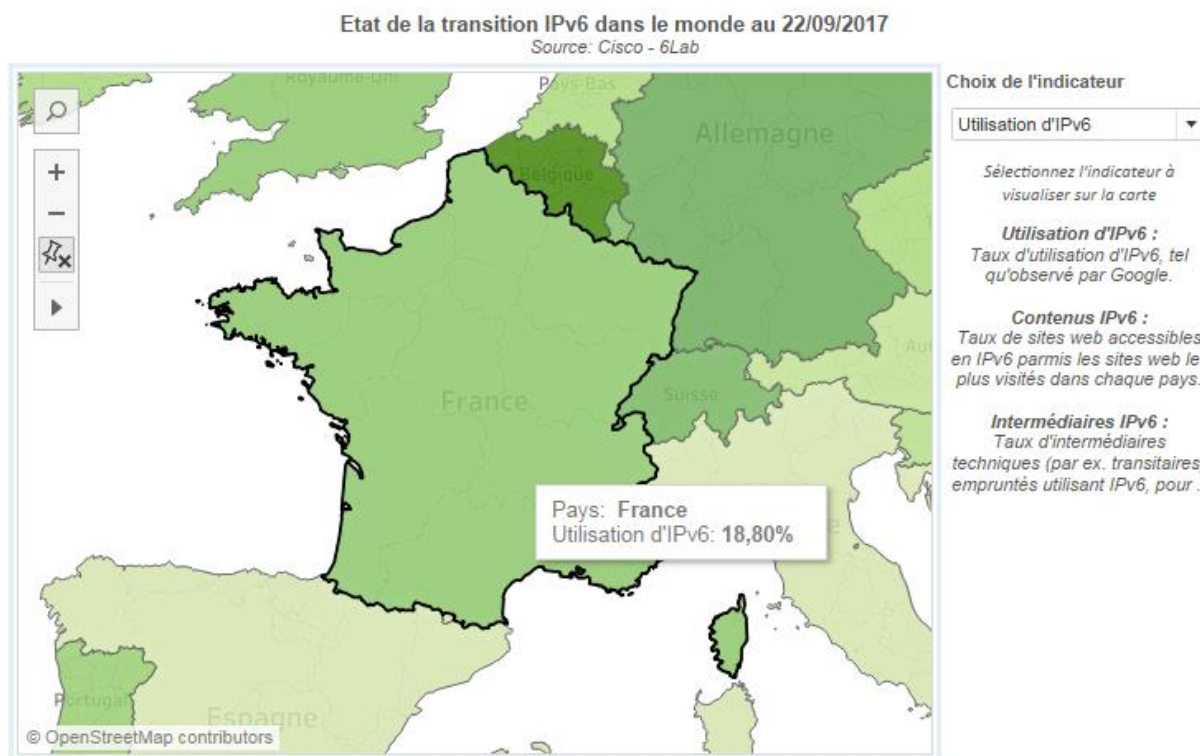 Etat de la transition IPv6 dans le monde au 22/09/2017
Source: Cisco - 6Lab
Royaume-Uni
Pays-Bas
Allemagne
Belgique
France
Suisse
Portugal
Espagne
Pays: France
Utilisation d'IPv6: 18,80%
© OpenStreetMap contributors
Choix de l'indicateur
Utilisation d'IPv6
Sélectionnez l'indicateur à
visualiser sur la carte
Utilisation d'IPv6 :
Taux d'utilisation d'IPv6, tel
qu'observé par Google.
Contenus IPv6 :
Taux de sites web accessibles
en IPv6 parmis les sites web le
plus visités dans chaque pays.
Intermédiaires IPv6 :
Taux d'intermédiaires
techniques (par ex. transitaires
empruntés utilisant IPv6, pour .